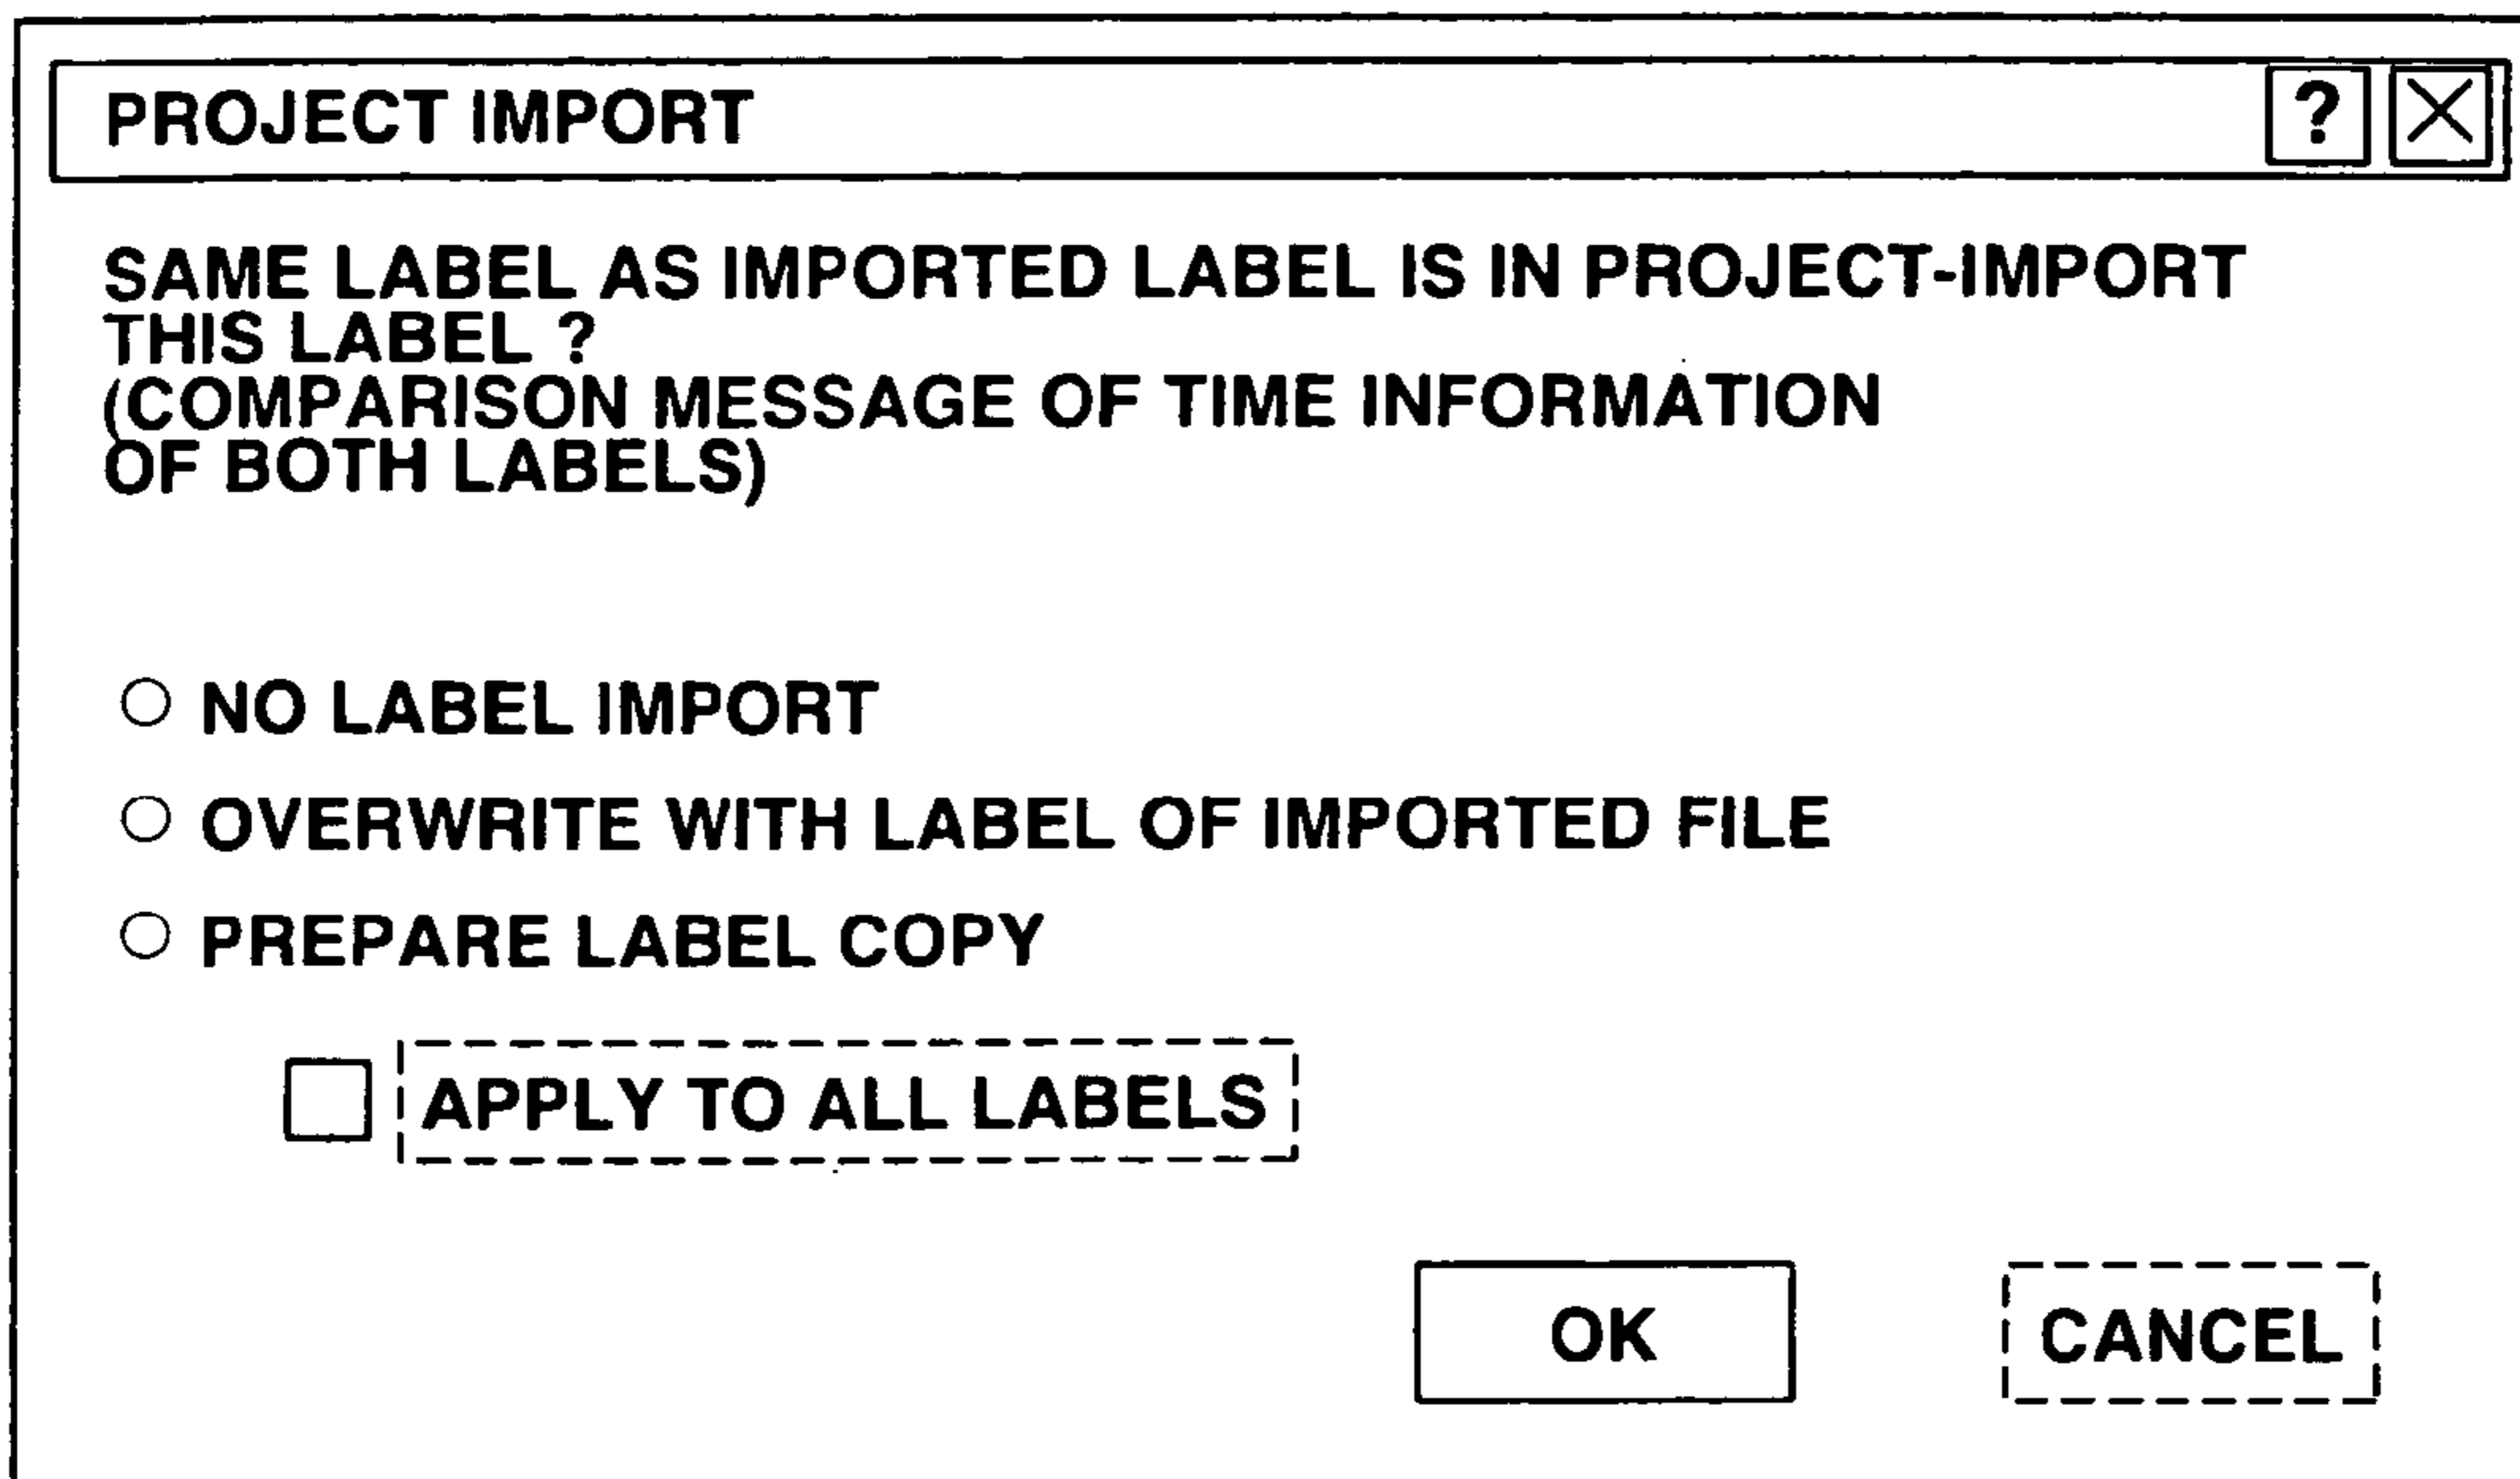 PROJECT IMPORT ?
SAME LABEL AS IMPORTED LABEL IS IN PROJECT-IMPORT
THIS LABEL ?
(COMPARISON MESSAGE OF TIME INFORMATION
OF BOTH LABELS)
NO LABEL IMPORT
OVERWRITE WITH LABEL OF IMPORTED FILE
PREPARE LABEL COPY
APPLY TO ALL LABELS
OK CANCEL